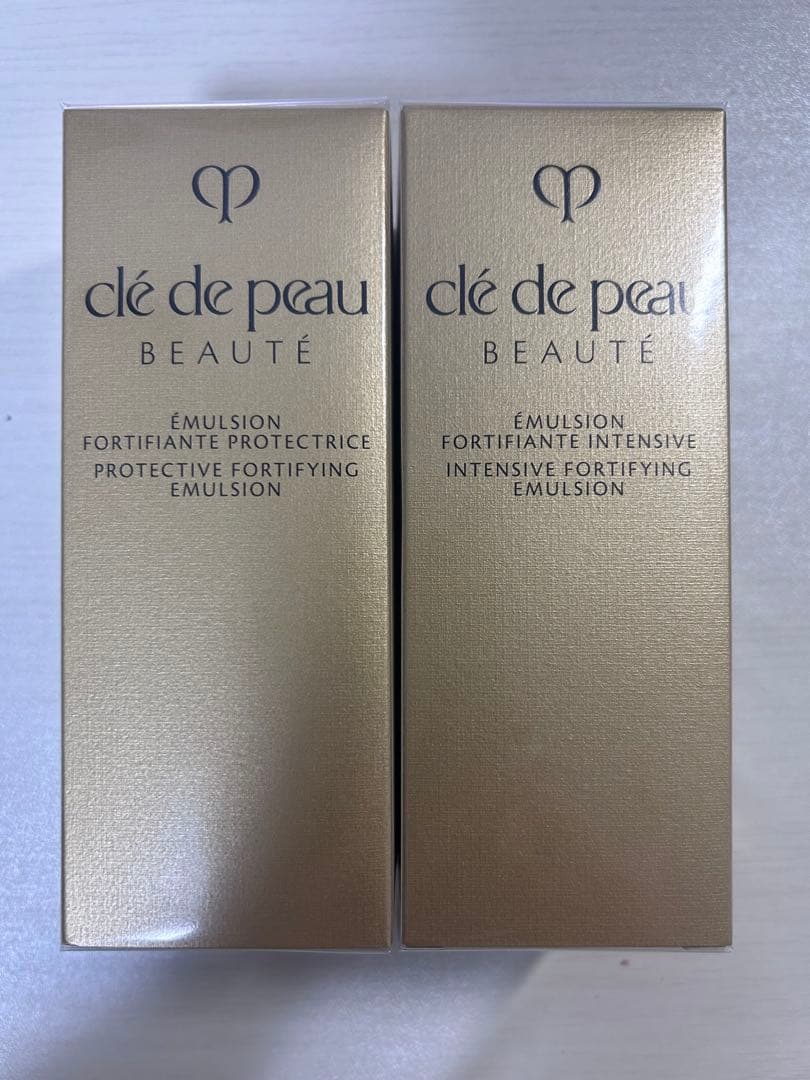 clé de peau
BEAUTÉ
ÉMULSION
FORTIFIANTE PROTECTRICE
PROTECTIVE FORTIFYING
EMULSION
clé de peau
BEAUTÉ
ÉMULSION
FORTIFIANTE INTENSIVE
INTENSIVE FORTIFYING
EMULSION